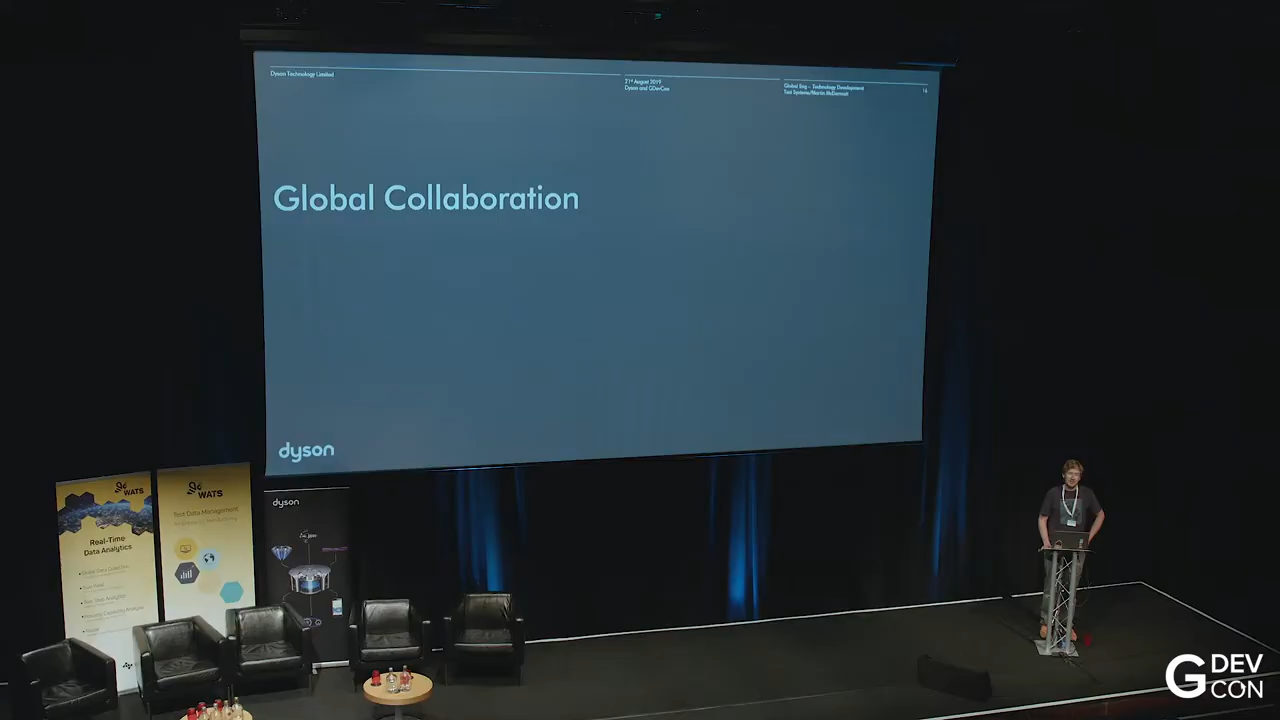 Dyson Technology Limited
21st August 2019
Dyson and GDevCon
Global Eng – Technology Development
Test Systems/Martin McDermott
16
Global Collaboration
dyson
WATS
Real-Time
Data Analytics
WATS
Test Data Management
dyson
G DEV
CON